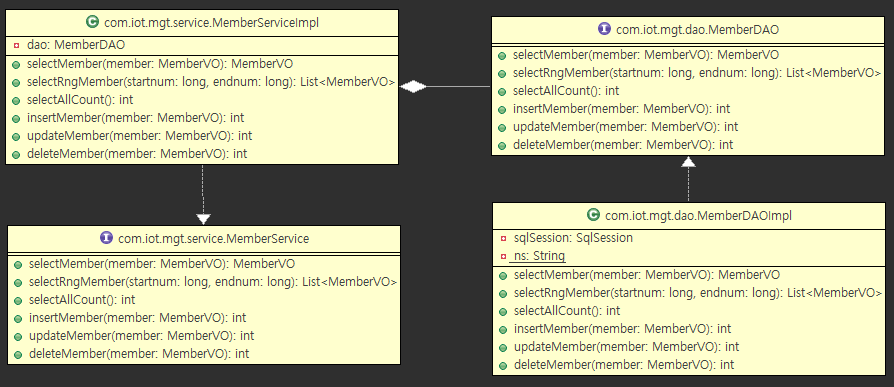 C com.iot.mgt.service.MemberServiceImpl
dao: MemberDAO
selectMember(member: MemberVO): MemberVO
selectRngMember(startnum: long, endnum: long): List<MemberVO>
selectAllCount(): int
insertMember(member: MemberVO): int
updateMember(member: MemberVO): int
deleteMember(member: MemberVO): int
I com.iot.mgt.dao.MemberDAO
selectMember(member: MemberVO): MemberVO
selectRngMember(startnum: long, endnum: long): List<MemberVO>
selectAllCount(): int
insertMember(member: MemberVO): int
updateMember(member: MemberVO): int
deleteMember(member: MemberVO): int
I com.iot.mgt.service.MemberService
selectMember(member: MemberVO): MemberVO
selectRngMember(startnum: long, endnum: long): List<MemberVO>
selectAllCount(): int
insertMember(member: MemberVO): int
updateMember(member: MemberVO): int
deleteMember(member: MemberVO): int
C com.iot.mgt.dao.MemberDAOImpl
sqlSession: SqlSession
ns: String
selectMember(member: MemberVO): MemberVO
selectRngMember(startnum: long, endnum: long): List<MemberVO>
selectAllCount(): int
insertMember(member: MemberVO): int
updateMember(member: MemberVO): int
deleteMember(member: MemberVO): int